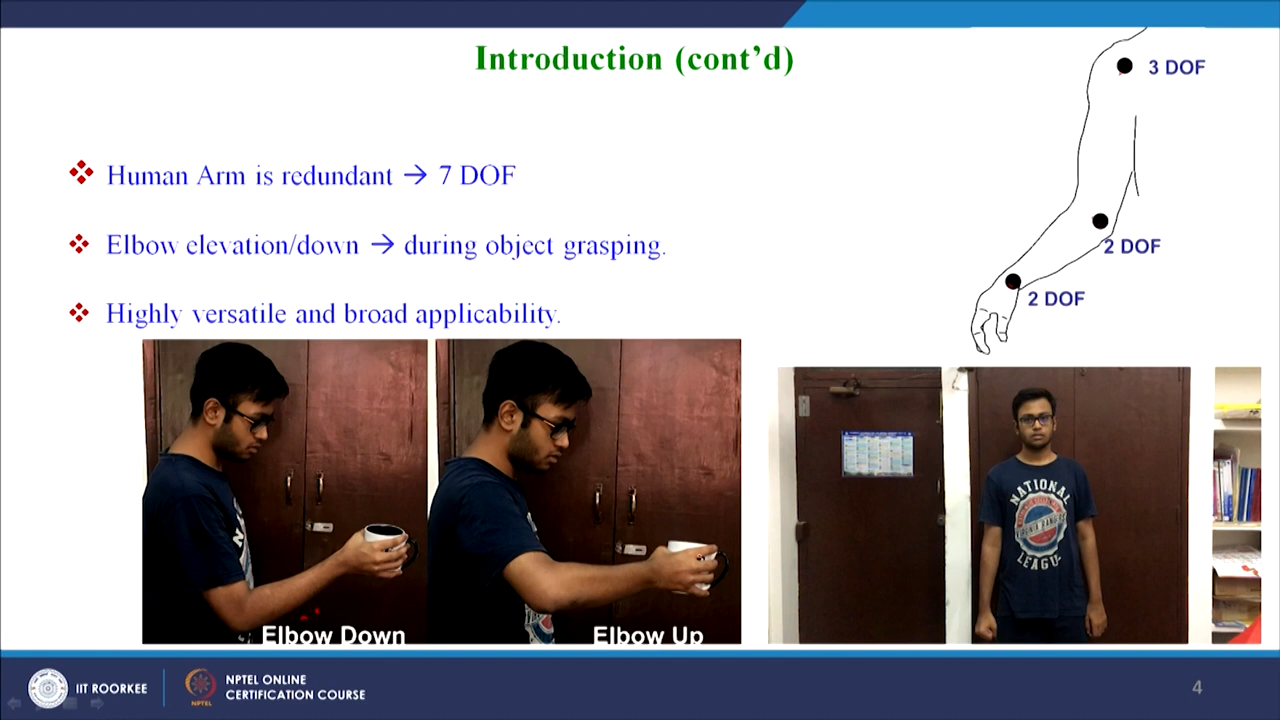 Introduction (cont’d)
3 DOF
❖ Human Arm is redundant → 7 DOF
❖ Elbow elevation/down → during object grasping.
2 DOF
2 DOF
❖ Highly versatile and broad applicability.
Elbow Down
Elbow Up
NATIONAL
LEAGUE
IIT ROORKEE
NPTEL
NPTEL ONLINE
CERTIFICATION COURSE
4